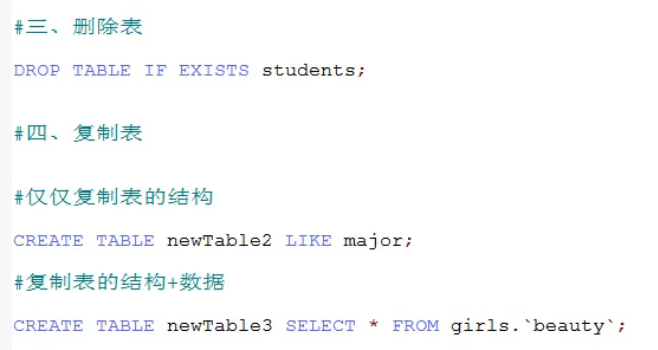 #三、删除表
DROP TABLE IF EXISTS students;
#四、复制表
#仅仅复制表的结构
CREATE TABLE newTable2 LIKE major;
#复制表的结构+数据
CREATE TABLE newTable3 SELECT * FROM girls.`beauty`;